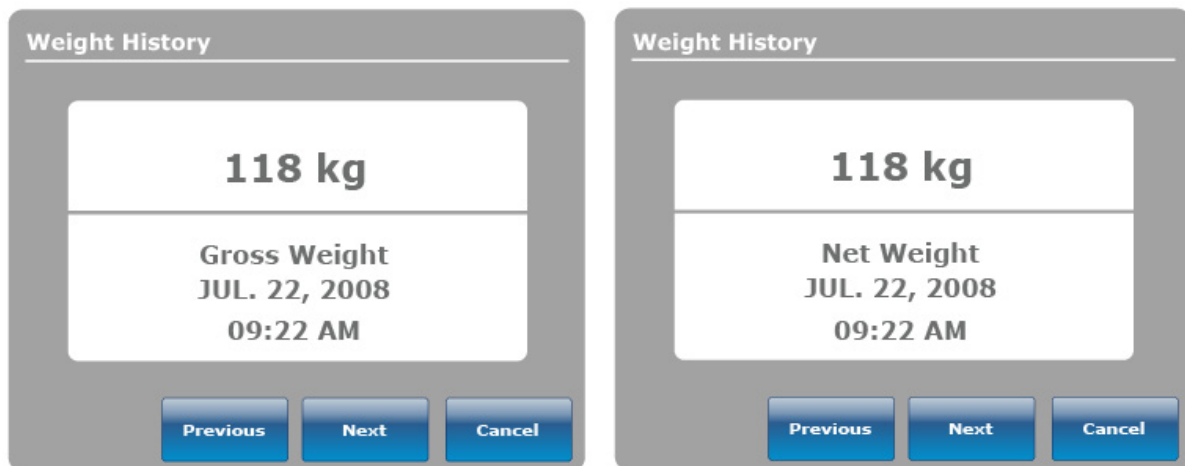 Weight History
118 kg
Gross Weight
JUL. 22, 2008
09:22 AM
Previous Next Cancel
Weight History
118 kg
Net Weight
JUL. 22, 2008
09:22 AM
Previous Next Cancel